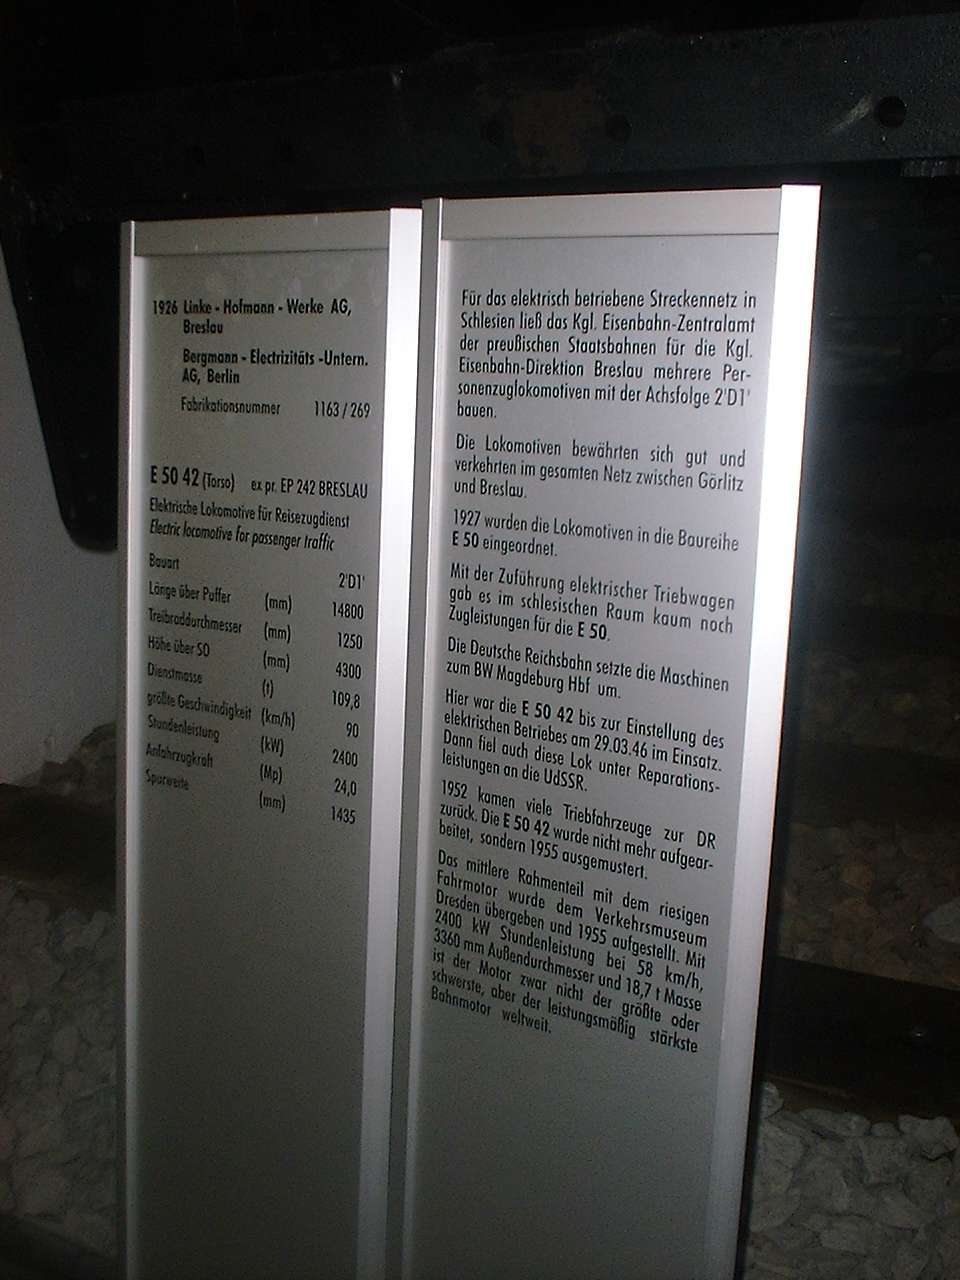 1926 Linke - Hofmann - Werke AG,
Breslau
Bergmann - Electrizitäts -Untern.
AG, Berlin
Fabrikationsnummer 1163 / 269
E 50 42 (Torso) ex pr. EP 242 BRESLAU
Elektrische Lokomotive für Reisezugdienst
Electric locomotive for passenger traffic
Bauart 2'D1'
Länge über Puffer (mm) 14800
Treibraddurchmesser (mm) 1250
Höhe über SO (mm) 4300
Dienstmasse (t) 109,8
größte Geschwindigkeit (km/h) 90
Stundenleistung (kW) 2400
Anfahrzugkraft (Mp) 24,0
Spurweite (mm) 1435
Für das elektrisch betriebene Streckennetz in
Schlesien ließ das Kgl. Eisenbahn-Zentralamt
der preußischen Staatsbahnen für die Kgl.
Eisenbahn-Direktion Breslau mehrere Per-
sonenzuglokomotiven mit der Achsfolge 2'D1'
bauen.
Die Lokomotiven bewährten sich gut und
verkehrten im gesamten Netz zwischen Görlitz
und Breslau.
1927 wurden die Lokomotiven in die Baureihe
E 50 eingeordnet.
Mit der Zuführung elektrischer Triebwagen
gab es im schlesischen Raum kaum noch
Zugleistungen für die E 50.
Die Deutsche Reichsbahn setzte die Maschinen
zum BW Magdeburg Hbf um.
Hier war die E 50 42 bis zur Einstellung des
elektrischen Betriebes am 29.03.46 im Einsatz.
Dann fiel auch diese Lok unter Reparations-
leistungen an die UdSSR.
1952 kamen viele Triebfahrzeuge zur DR
zurück. Die E 50 42 wurde nicht mehr aufgear-
beitet, sondern 1955 ausgemustert.
Das mittlere Rahmenteil mit dem riesigen
Fahrmotor wurde dem Verkehrsmuseum
Dresden übergeben und 1955 aufgestellt. Mit
2400 kW Stundenleistung bei 58 km/h,
3360 mm Außendurchmesser und 18,7 t Masse
ist der Motor zwar nicht der größte oder
schwerste, aber der leistungsmäßig stärkste
Bahnmotor weltweit.